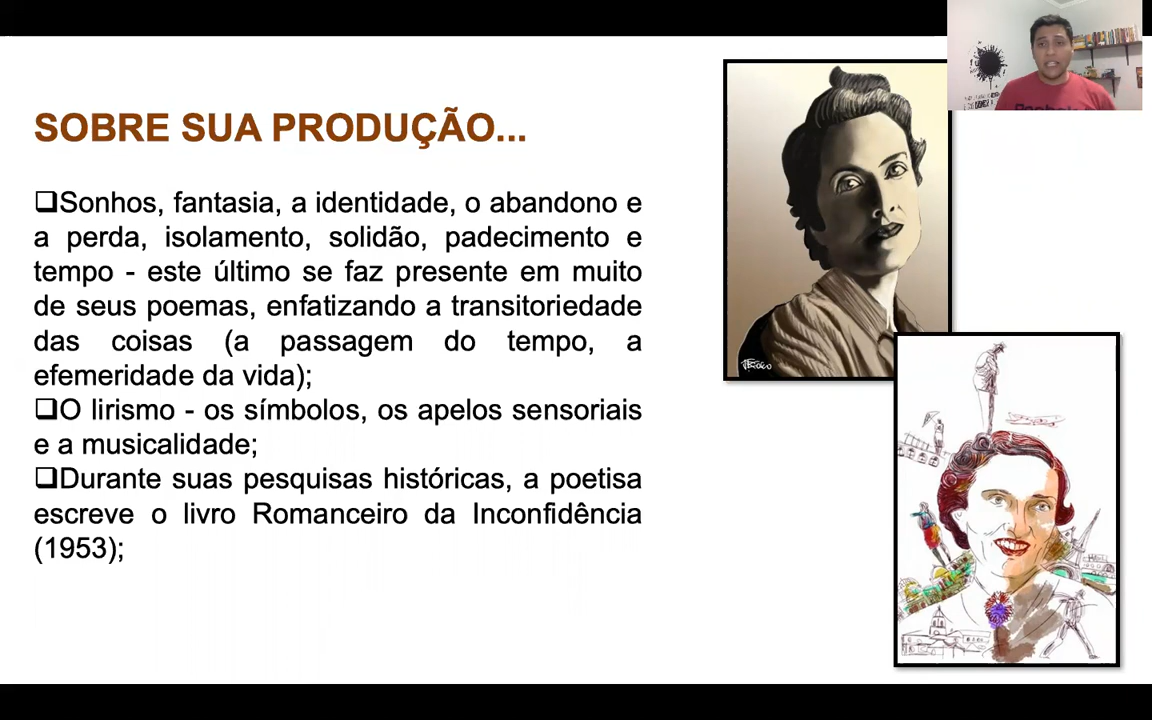 SOBRE SUA PRODUÇÃO...
❑Sonhos, fantasia, a identidade, o abandono e
a perda, isolamento, solidão, padecimento e
tempo - este último se faz presente em muito
de seus poemas, enfatizando a transitoriedade
das coisas (a passagem do tempo, a
efemeridade da vida);
❑O lirismo - os símbolos, os apelos sensoriais
e a musicalidade;
❑Durante suas pesquisas históricas, a poetisa
escreve o livro Romanceiro da Inconfidência
(1953);